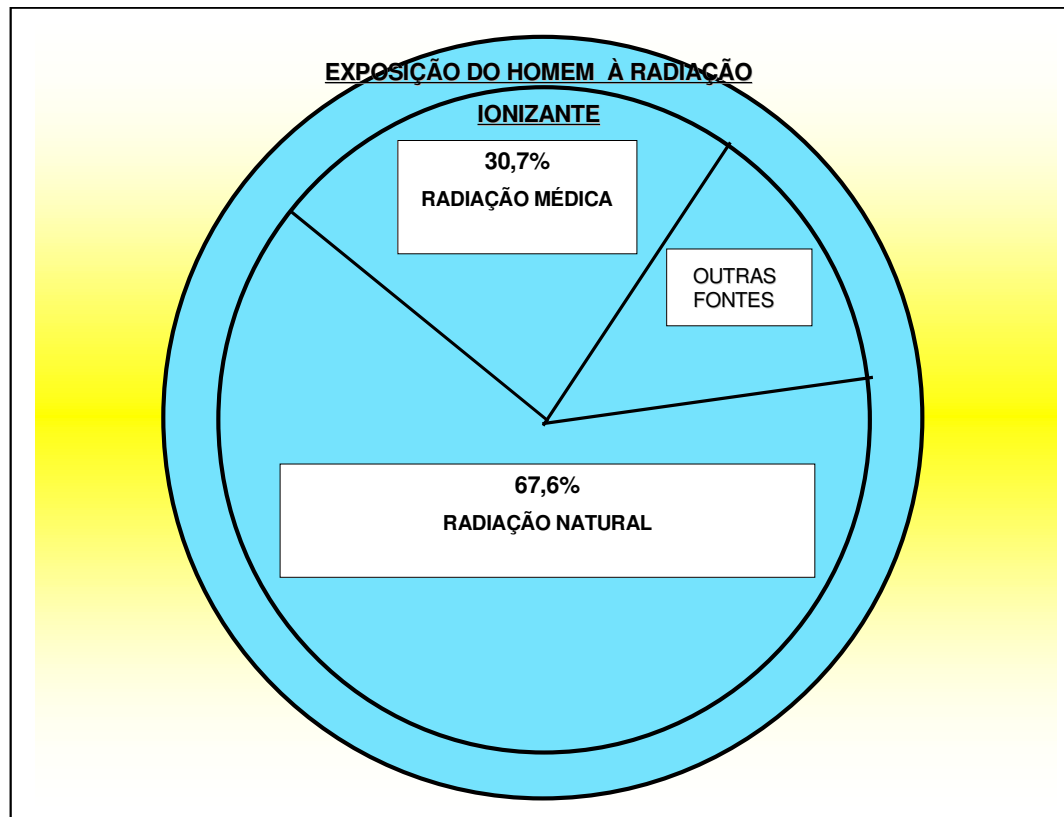 EXPOSIÇÃO DO HOMEM À RADIAÇÃO
IONIZANTE
30,7%
RADIAÇÃO MÉDICA
OUTRAS
FONTES
67,6%
RADIAÇÃO NATURAL